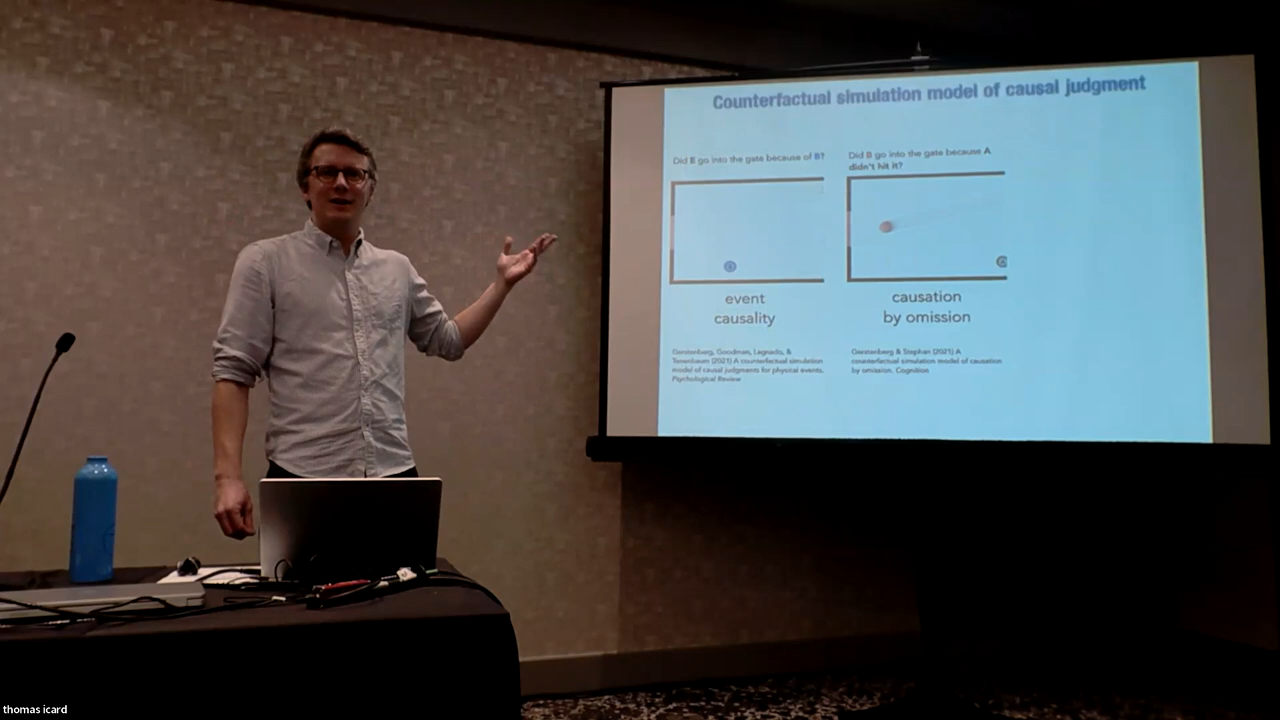 Counterfactual simulation model of causal judgment
Did B go into the gate because of B?
Did B go into the gate because A
didn't hit it?
event
causality
causation
by omission
Gerstenberg, Goodman, Lagnado, &
Tenenbaum (2021) A counterfactual simulation
model of causal judgments for physical events.
Psychological Review
Gerstenberg & Stephan (2021) A
counterfactual simulation model of causation
by omission. Cognition
thomas icard